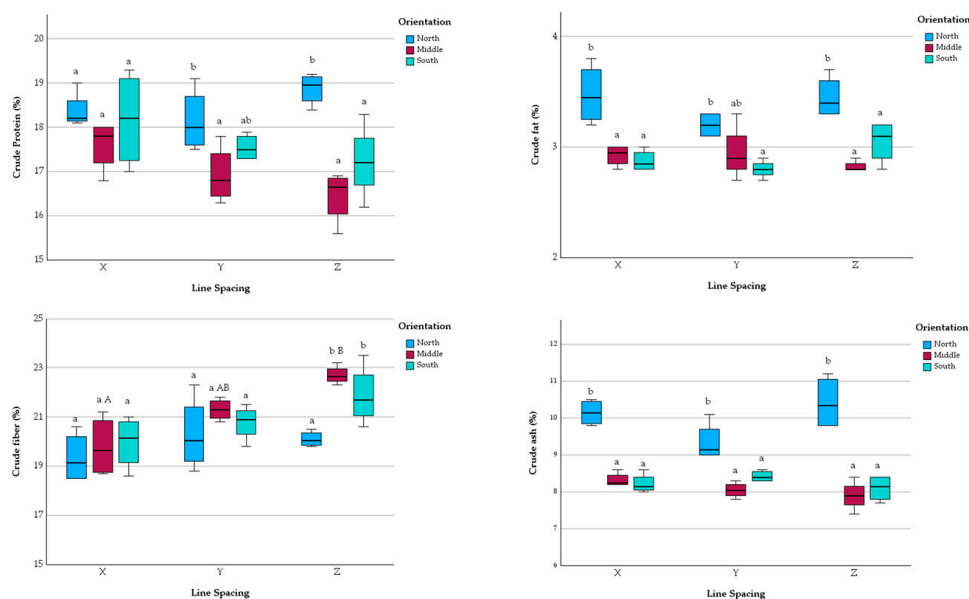 Orientation
North
Middle
South
20
19
18
17
16
15
Crude Protein (%)
a
a
a
b
a
ab
b
a
a
X Y Z
Line Spacing
Orientation
North
Middle
South
4
3
2
Crude fat (%)
b
a
a
b
ab
a
b
a
a
X Y Z
Line Spacing
Orientation
North
Middle
South
25
23
21
19
17
15
Crude fiber (%)
a
a A
a
a
a AB
a
a
b B
b
X Y Z
Line Spacing
Orientation
North
Middle
South
12
11
10
9
8
7
6
Crude ash (%)
b
a
a
b
a
a
b
a
a
X Y Z
Line Spacing